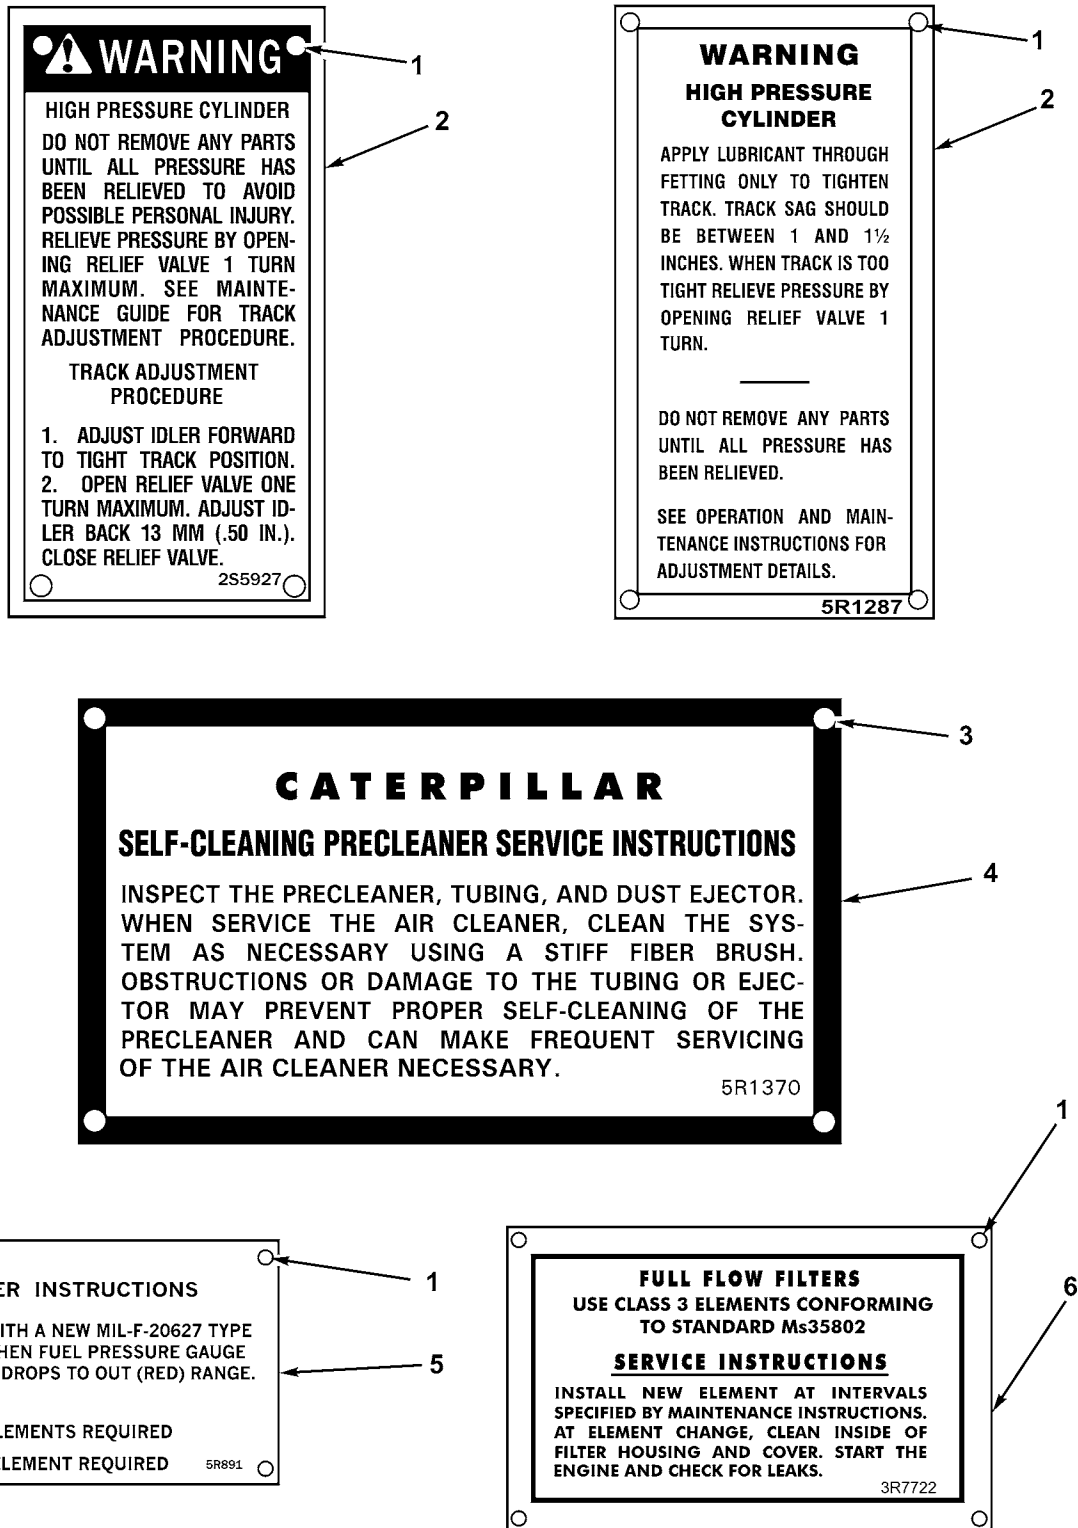 WARNING
HIGH PRESSURE CYLINDER
DO NOT REMOVE ANY PARTS
UNTIL ALL PRESSURE HAS
BEEN RELIEVED TO AVOID
POSSIBLE PERSONAL INJURY.
RELIEVE PRESSURE BY OPEN-
ING RELIEF VALVE 1 TURN
MAXIMUM. SEE MAINTE-
NANCE GUIDE FOR TRACK
ADJUSTMENT PROCEDURE.
TRACK ADJUSTMENT
PROCEDURE
1. ADJUST IDLER FORWARD
TO TIGHT TRACK POSITION.
2. OPEN RELIEF VALVE ONE
TURN MAXIMUM. ADJUST ID-
LER BACK 13 MM (.50 IN.).
CLOSE RELIEF VALVE.
2S5927
1
2
WARNING
HIGH PRESSURE
CYLINDER
APPLY LUBRICANT THROUGH
FETTING ONLY TO TIGHTEN
TRACK. TRACK SAG SHOULD
BE BETWEEN 1 AND 1½
INCHES. WHEN TRACK IS TOO
TIGHT RELIEVE PRESSURE BY
OPENING RELIEF VALVE 1
TURN.
DO NOT REMOVE ANY PARTS
UNTIL ALL PRESSURE HAS
BEEN RELIEVED.
SEE OPERATION AND MAIN-
TENANCE INSTRUCTIONS FOR
ADJUSTMENT DETAILS.
5R1287
1
2
CATERPILLAR
SELF-CLEANING PRECLEANER SERVICE INSTRUCTIONS
INSPECT THE PRECLEANER, TUBING, AND DUST EJECTOR.
WHEN SERVICE THE AIR CLEANER, CLEAN THE SYS-
TEM AS NECESSARY USING A STIFF FIBER BRUSH.
OBSTRUCTIONS OR DAMAGE TO THE TUBING OR EJEC-
TOR MAY PREVENT PROPER SELF-CLEANING OF THE
PRECLEANER AND CAN MAKE FREQUENT SERVICING
OF THE AIR CLEANER NECESSARY.
5R1370
3
4
ER INSTRUCTIONS
ITH A NEW MIL-F-20627 TYPE
HEN FUEL PRESSURE GAUGE
DROPS TO OUT (RED) RANGE.
LEMENTS REQUIRED
ELEMENT REQUIRED 5R891
1
5
FULL FLOW FILTERS
USE CLASS 3 ELEMENTS CONFORMING
TO STANDARD Ms35802
SERVICE INSTRUCTIONS
INSTALL NEW ELEMENT AT INTERVALS
SPECIFIED BY MAINTENANCE INSTRUCTIONS.
AT ELEMENT CHANGE, CLEAN INSIDE OF
FILTER HOUSING AND COVER. START THE
ENGINE AND CHECK FOR LEAKS.
3R7722
1
6